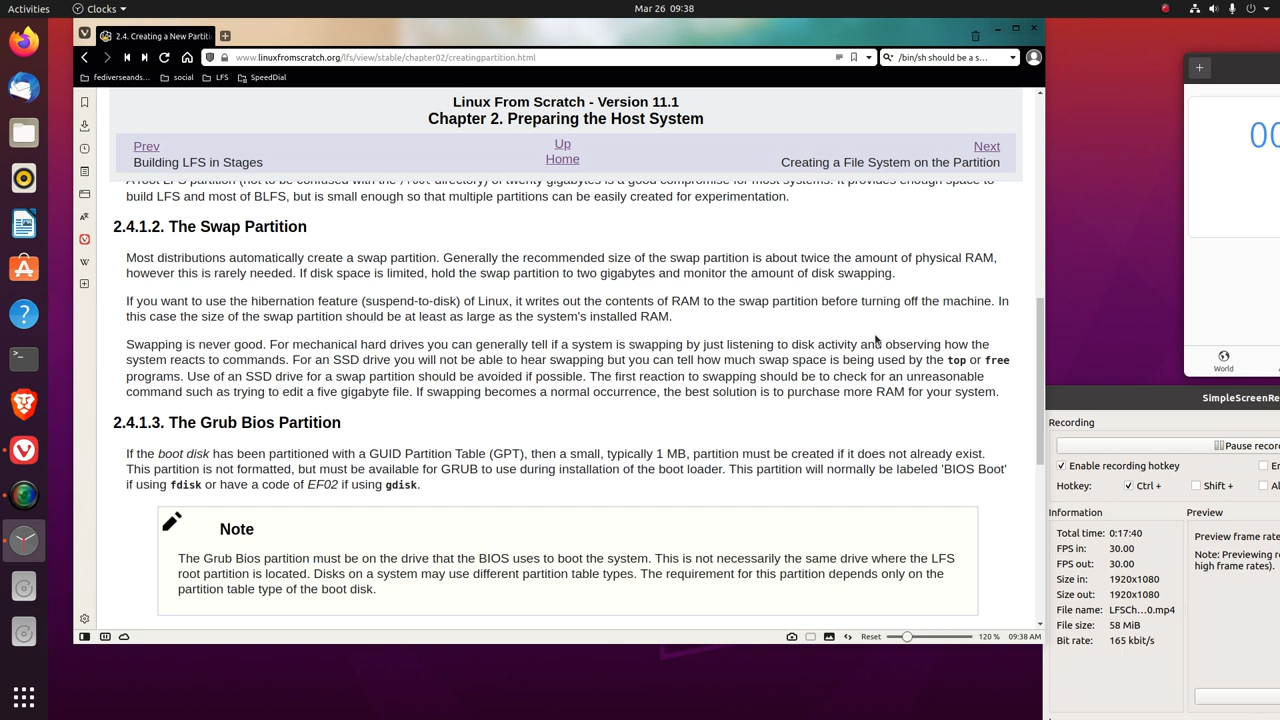 Activities
Clocks
Mar 26 09:38
2.4. Creating a New Partiti
www.linuxfromscratch.org/lfs/view/stable/chapter02/creatingpartition.html
/bin/sh should be a s...
fediverseands...
social
LFS
SpeedDial
Linux From Scratch - Version 11.1
Chapter 2. Preparing the Host System
Prev
Up
Next
Building LFS in Stages
Home
Creating a File System on the Partition
build LFS and most of BLFS, but is small enough so that multiple partitions can be easily created for experimentation.
2.4.1.2. The Swap Partition
Most distributions automatically create a swap partition. Generally the recommended size of the swap partition is about twice the amount of physical RAM,
however this is rarely needed. If disk space is limited, hold the swap partition to two gigabytes and monitor the amount of disk swapping.
If you want to use the hibernation feature (suspend-to-disk) of Linux, it writes out the contents of RAM to the swap partition before turning off the machine. In
this case the size of the swap partition should be at least as large as the system's installed RAM.
Swapping is never good. For mechanical hard drives you can generally tell if a system is swapping by just listening to disk activity and observing how the
system reacts to commands. For an SSD drive you will not be able to hear swapping but you can tell how much swap space is being used by the top or free
programs. Use of an SSD drive for a swap partition should be avoided if possible. The first reaction to swapping should be to check for an unreasonable
command such as trying to edit a five gigabyte file. If swapping becomes a normal occurrence, the best solution is to purchase more RAM for your system.
2.4.1.3. The Grub Bios Partition
If the boot disk has been partitioned with a GUID Partition Table (GPT), then a small, typically 1 MB, partition must be created if it does not already exist.
This partition is not formatted, but must be available for GRUB to use during installation of the boot loader. This partition will normally be labeled 'BIOS Boot'
if using fdisk or have a code of EF02 if using gdisk.
Note
The Grub Bios partition must be on the drive that the BIOS uses to boot the system. This is not necessarily the same drive where the LFS
root partition is located. Disks on a system may use different partition table types. The requirement for this partition depends only on the
partition table type of the boot disk.
Reset
120 %
09:38 AM
00
World
SimpleScreenRe
Recording
Pause recor
Enable recording hotkey
En
Hotkey:
Ctrl +
Shift +
Al
Information
Preview
Total time: 0:17:40
FPS in: 30.00
FPS out: 30.00
Size in: 1920x1080
Size out: 1920x1080
File name: LFSCh...0.mp4
File size: 58 MiB
Bit rate: 165 kbit/s
Preview frame rate
Note: Previewing r
high frame rates).